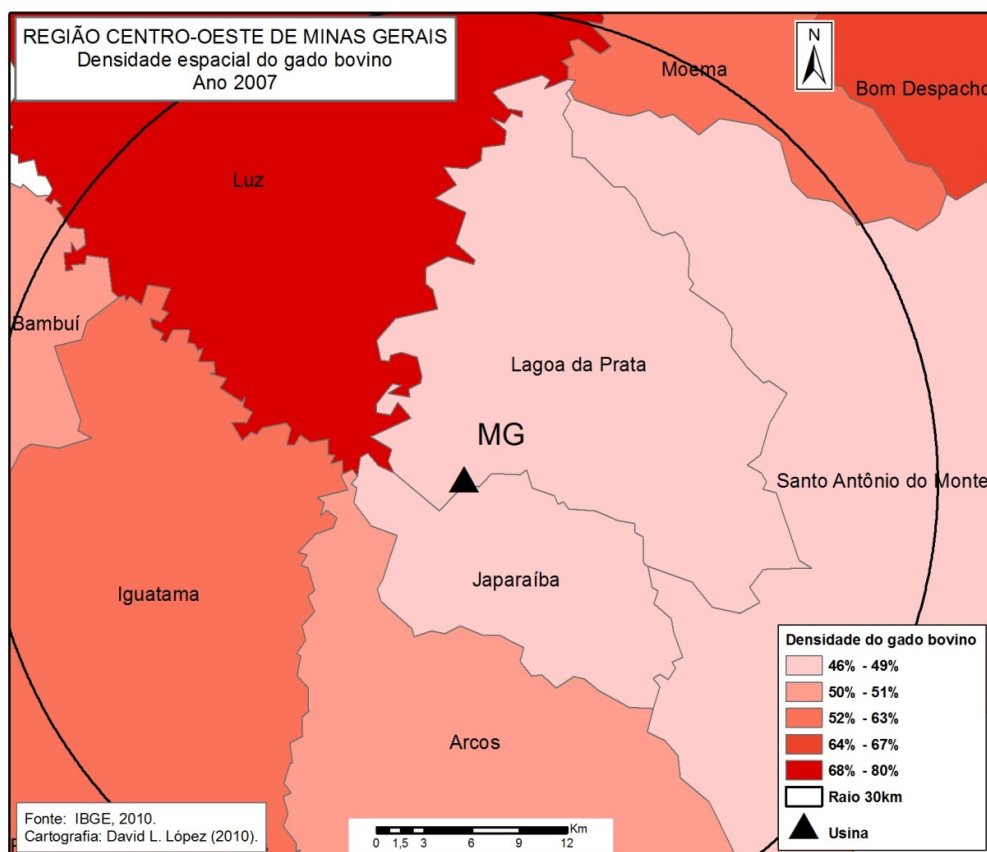 REGIÃO CENTRO-OESTE DE MINAS GERAIS
Densidade espacial do gado bovino
Ano 2007
N
Moema
Bom Despacho
Luz
Bambuí
Lagoa da Prata
MG
Santo Antônio do Monte
Iguatama
Japaraíba
Arcos
Densidade do gado bovino
46% - 49%
50% - 51%
52% - 63%
64% - 67%
68% - 80%
Raio 30km
Usina
Fonte: IBGE, 2010.
Cartografia: David L. López (2010).
Km
0 1,5 3 6 9 12